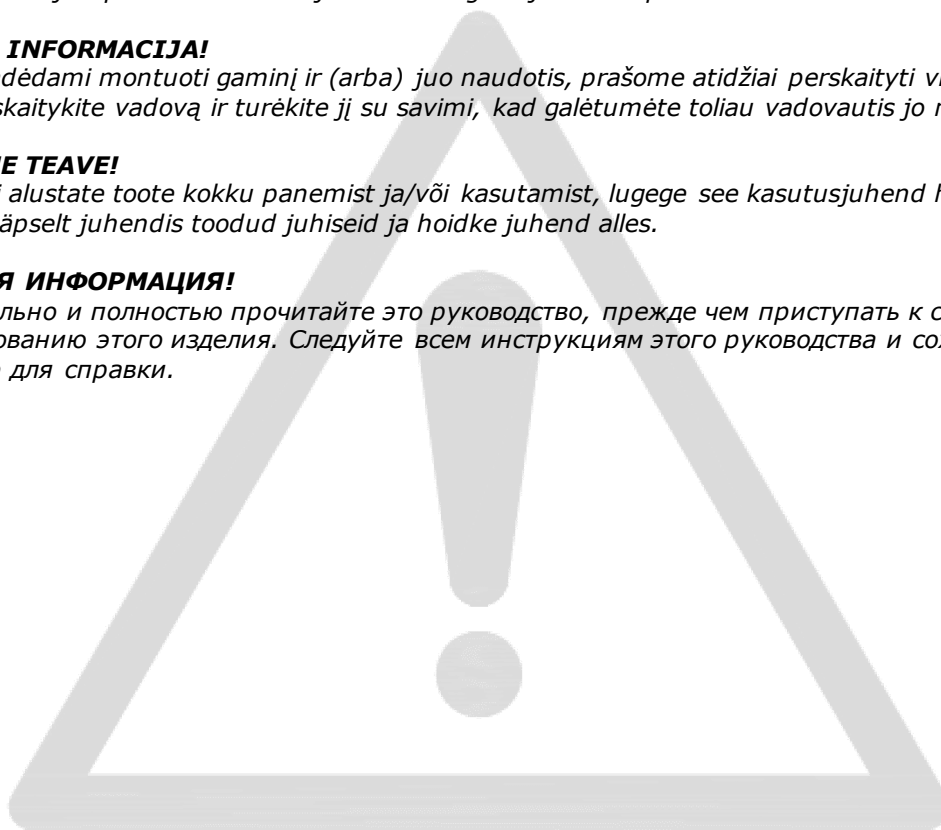 INFORMACIJA!
dėdami montuoti gaminį ir (arba) juo naudotis, prašome atidžiai perskaityti
skaitykite vadovą ir turėkite jį su savimi, kad galėtumėte toliau vadovautis jo
E TEAVE!
alustate toote kokku panemist ja/või kasutamist, lugege see kasutusjuhend
äpselt juhendis toodud juhiseid ja hoidke juhend alles.
Я ИНФОРМАЦИЯ!
льно и полностью прочитайте это руководство, прежде чем приступать к
ованию этого изделия. Следуйте всем инструкциям этого руководства и
для справки.